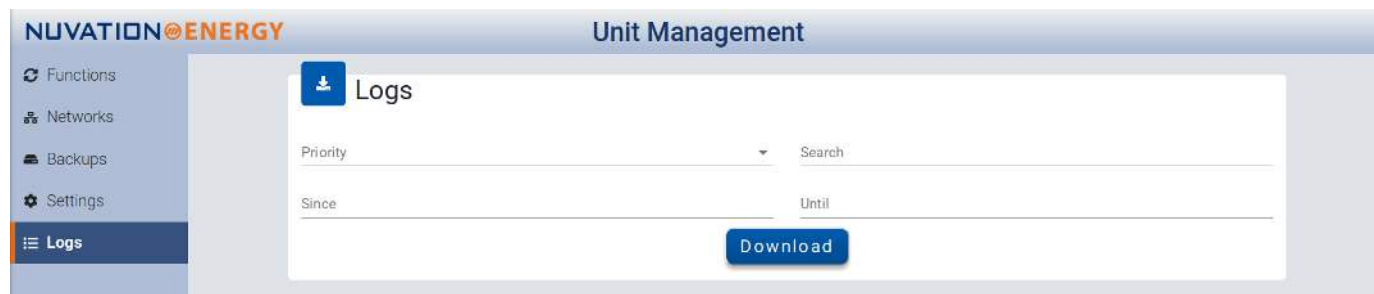 NUVATION ENERGY
Unit Management
Functions
Networks
Backups
Settings
Logs
Logs
Priority
Search
Since
Until
Download